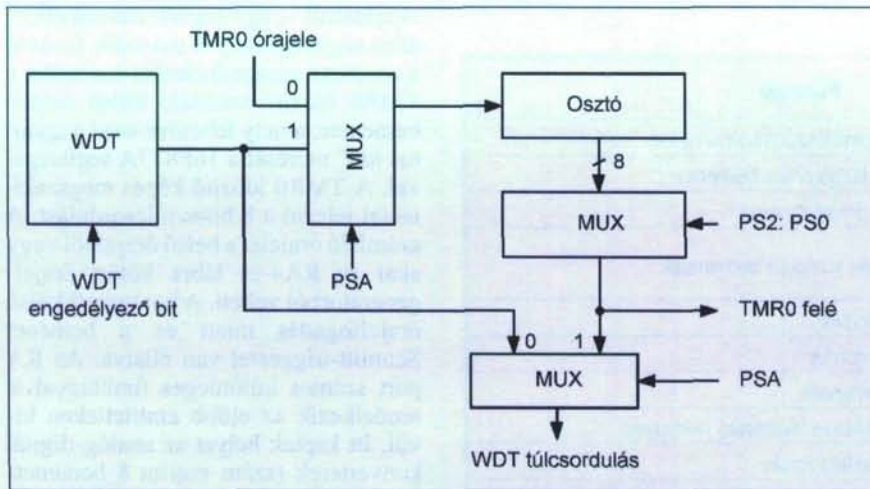 TMR0 órajele
0
1
WDT
MUX
Osztó
8
MUX
PS2: PS0
WDT
engedélyező bit
PSA
TMR0 felé
0
1
MUX
PSA
WDT túlcsordulás